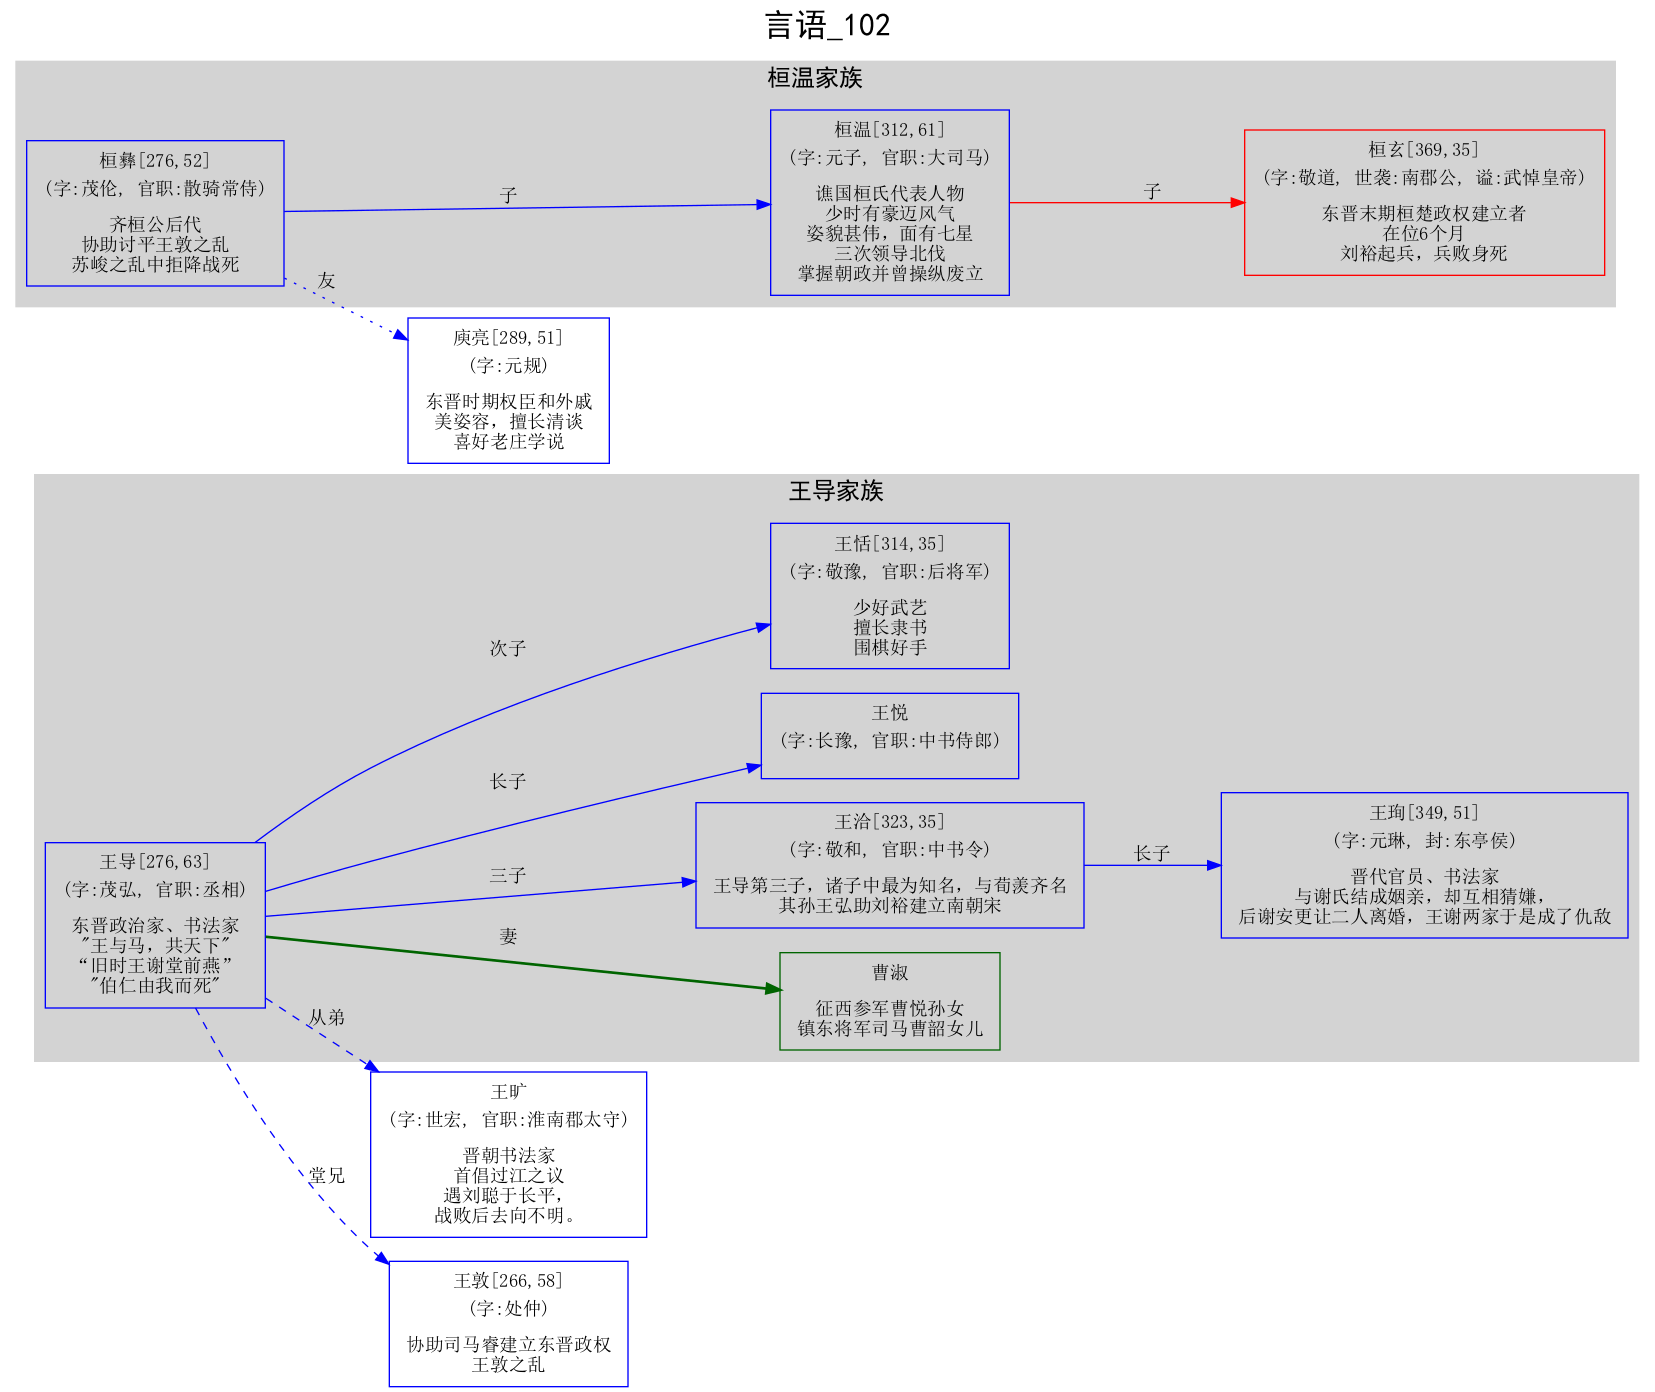 言语_102
桓温家族
桓彝[276,52]
(字:茂伦, 官职:散骑常侍)
齐桓公后代
协助讨平王敦之乱
苏峻之乱中拒降战死
子
桓温[312,61]
(字:元子, 官职:大司马)
谯国桓氏代表人物
少时有豪迈风气
姿貌甚伟，面有七星
三次领导北伐
掌握朝政并曾操纵废立
子
桓玄[369,35]
(字:敬道, 世袭:南郡公, 谥:武悼皇帝)
东晋末期桓楚政权建立者
在位6个月
刘裕起兵，兵败身死
友
庾亮[289,51]
(字:元规)
东晋时期权臣和外戚
美姿容，擅长清谈
喜好老庄学说
王导家族
王恬[314,35]
(字:敬豫, 官职:后将军)
少好武艺
擅长隶书
围棋好手
次子
王悦
(字:长豫, 官职:中书侍郎)
长子
王洽[323,35]
(字:敬和, 官职:中书令)
王导第三子，诸子中最为知名，与荀羡齐名
其孙王弘助刘裕建立南朝宋
长子
王珣[349,51]
(字:元琳, 封:东亭侯)
晋代官员、书法家
与谢氏结成姻亲，却互相猜嫌，
后谢安更让二人离婚，王谢两家于是成了仇敌
三子
王导[276,63]
(字:茂弘, 官职:丞相)
东晋政治家、书法家
"王与马，共天下"
“旧时王谢堂前燕”
"伯仁由我而死"
妻
曹淑
征西参军曹悦孙女
镇东将军司马曹韶女儿
从弟
王旷
(字:世宏, 官职:淮南郡太守)
晋朝书法家
首倡过江之议
遇刘聪于长平，
战败后去向不明。
堂兄
王敦[266,58]
(字:处仲)
协助司马睿建立东晋政权
王敦之乱